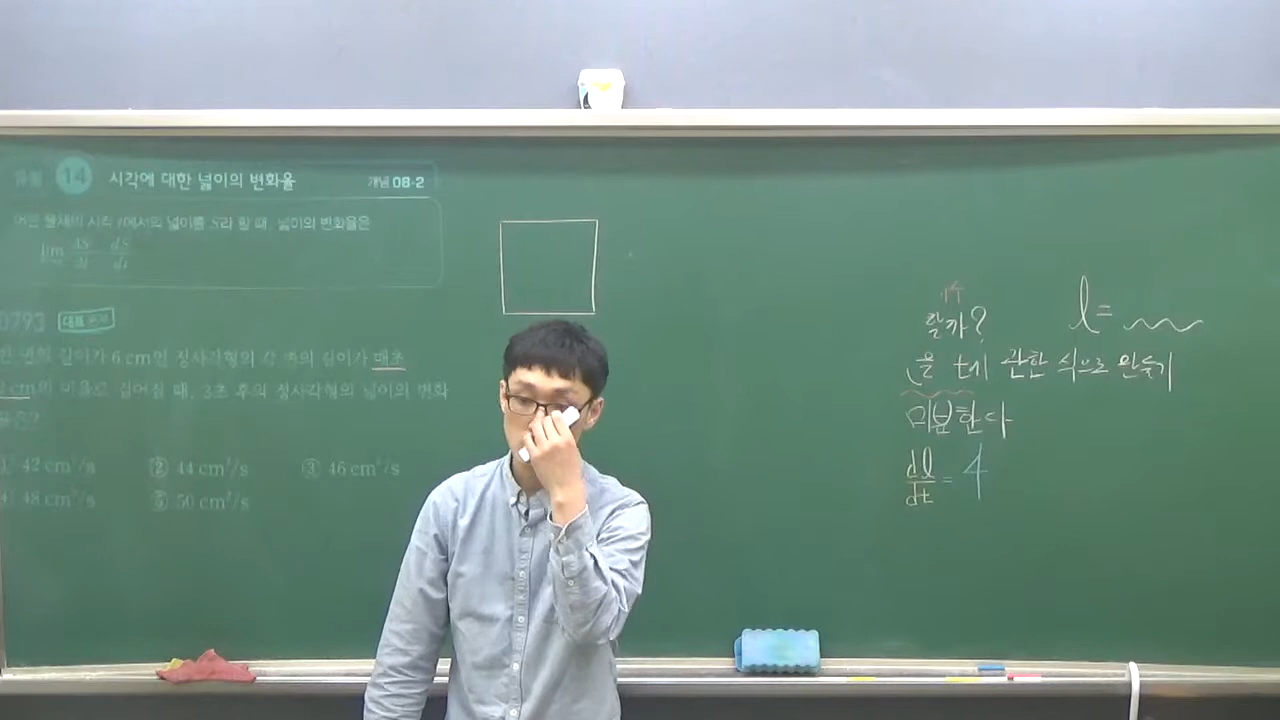 유형 14 시각에 대한 넓이의 변화율 개념 08-2
시각 t에서의 넓이를 S라 할 때, 넓이의 변화율은
lim ΔS/Δt dS/dt
0793 대표문제
한 변의 길이가 6 cm인 정사각형의 각 변의 길이가 매초
2 cm의 비율로 길어질 때, 3초 후의 정사각형의 넓이의 변화
율은?
① 42 cm²/s ② 44 cm²/s ③ 46 cm²/s
④ 48 cm²/s ⑤ 50 cm²/s
할까?
l =
을 t에 관한 식으로 만들기
미분한다
dl/dt = 4